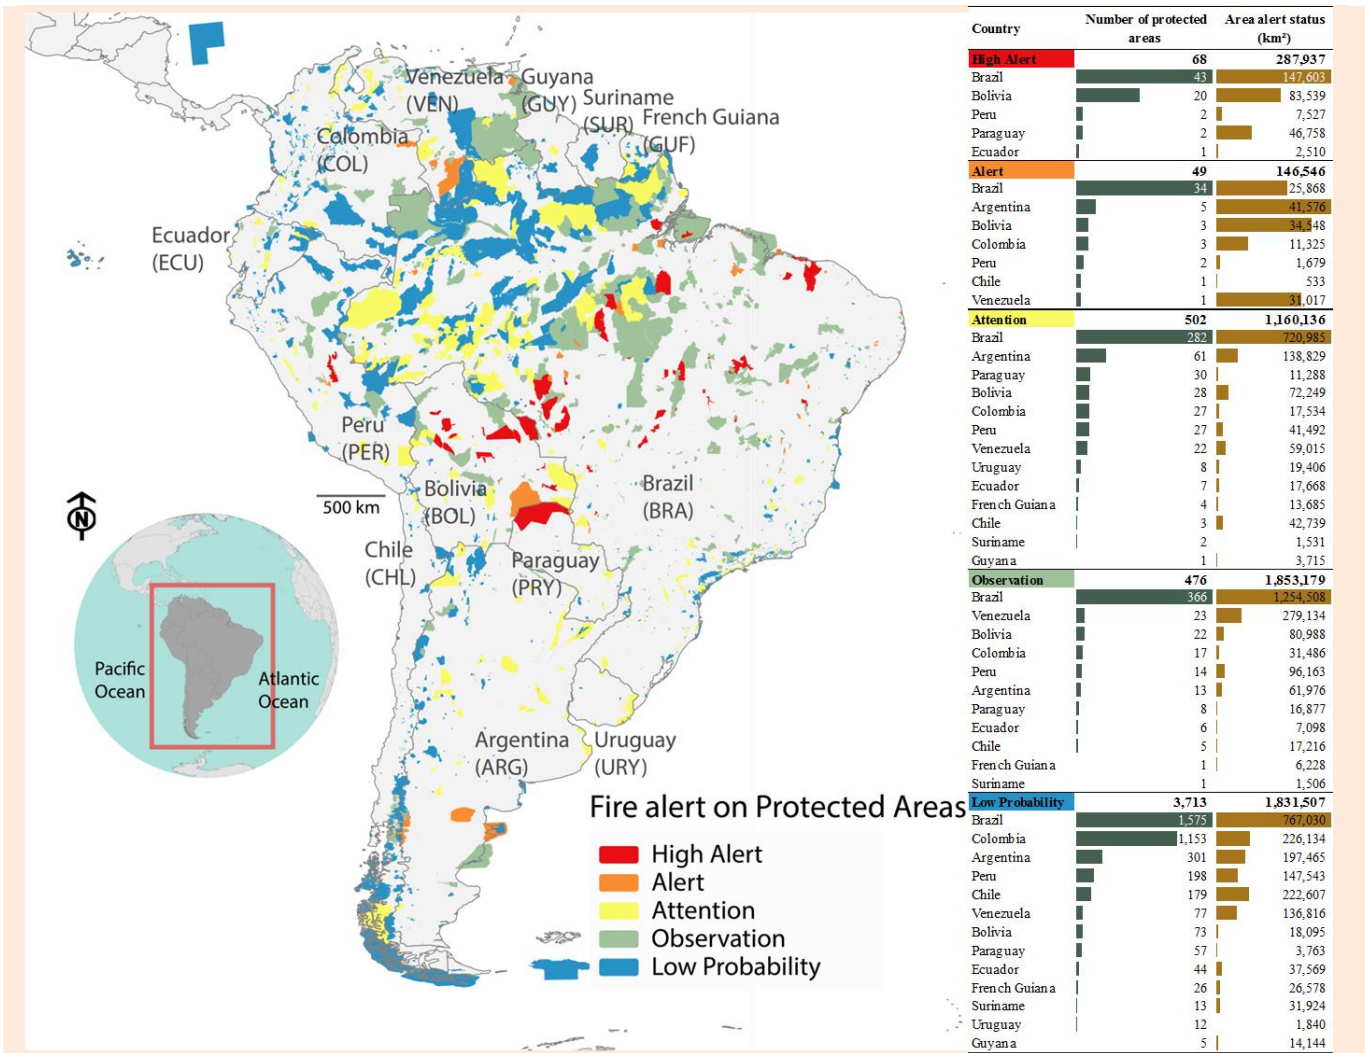 Venezuela
(VEN)
Guyana
(GUY)
Suriname
(SUR)
French Guiana
(GUF)
Colombia
(COL)
Ecuador
(ECU)
Peru
(PER)
Bolivia
(BOL)
Brazil
(BRA)
500 km
N
Chile
(CHL)
Paraguay
(PRY)
Pacific
Ocean
Atlantic
Ocean
Argentina
(ARG)
Uruguay
(URY)
Fire alert on Protected Areas
High Alert
Alert
Attention
Observation
Low Probability
Country Number of protected areas Area alert status (km²)
High Alert 68 287,937
Brazil 43 147,603
Bolivia 20 83,539
Peru 2 7,527
Paraguay 2 46,758
Ecuador 1 2,510
Alert 49 146,546
Brazil 34 25,868
Argentina 5 41,576
Bolivia 3 34,548
Colombia 3 11,325
Peru 2 1,679
Chile 1 533
Venezuela 1 31,017
Attention 502 1,160,136
Brazil 282 720,985
Argentina 61 138,829
Paraguay 30 11,288
Bolivia 28 72,249
Colombia 27 17,534
Peru 27 41,492
Venezuela 22 59,015
Uruguay 8 19,406
Ecuador 7 17,668
French Guiana 4 13,685
Chile 3 42,739
Suriname 2 1,531
Guyana 1 3,715
Observation 476 1,853,179
Brazil 366 1,254,508
Venezuela 23 279,134
Bolivia 22 80,988
Colombia 17 31,486
Peru 14 96,163
Argentina 13 61,976
Paraguay 8 16,877
Ecuador 6 7,098
Chile 5 17,216
French Guiana 1 6,228
Suriname 1 1,506
Low Probability 3,713 1,831,507
Brazil 1,575 767,030
Colombia 1,153 226,134
Argentina 301 197,465
Peru 198 147,543
Chile 179 222,607
Venezuela 77 136,816
Bolivia 73 18,095
Paraguay 57 3,763
Ecuador 44 37,569
French Guiana 26 26,578
Suriname 13 31,924
Uruguay 12 1,840
Guyana 5 14,144